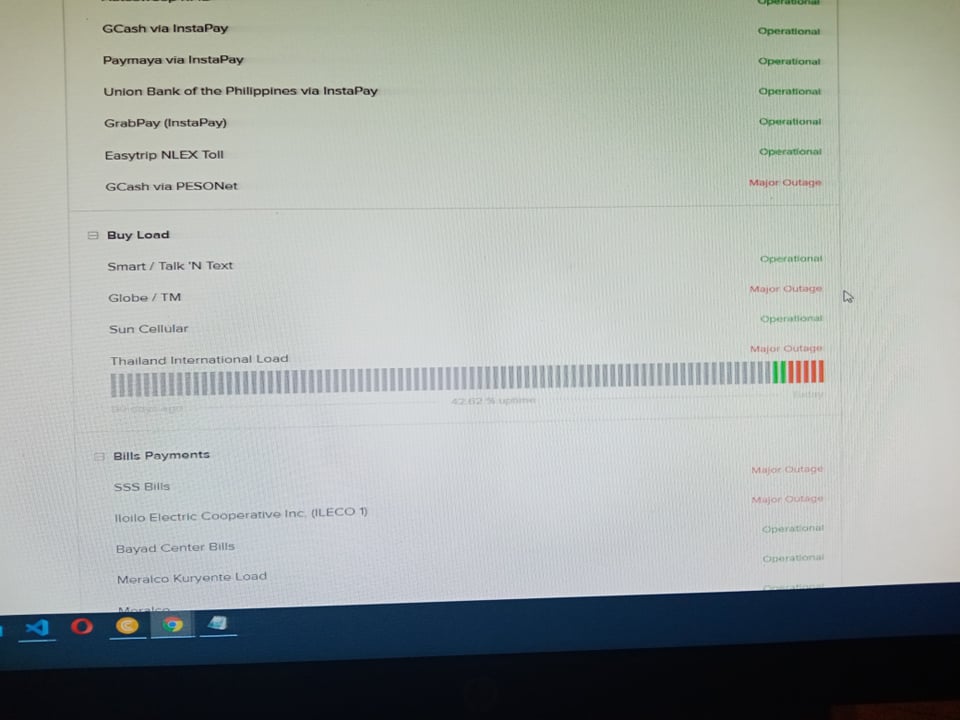 Operational
GCash via InstaPay Operational
Paymaya via InstaPay Operational
Union Bank of the Philippines via InstaPay Operational
GrabPay (InstaPay) Operational
Easytrip NLEX Toll Operational
GCash via PESONet Major Outage
Buy Load
Smart / Talk 'N Text Operational
Globe / TM Major Outage
Sun Cellular Operational
Thailand International Load Major Outage
90 days ago 42.62 % uptime Today
Bills Payments
SSS Bills Major Outage
Iloilo Electric Cooperative Inc. (ILECO 1) Major Outage
Bayad Center Bills Operational
Meralco Kuryente Load Operational
Meralco Operational